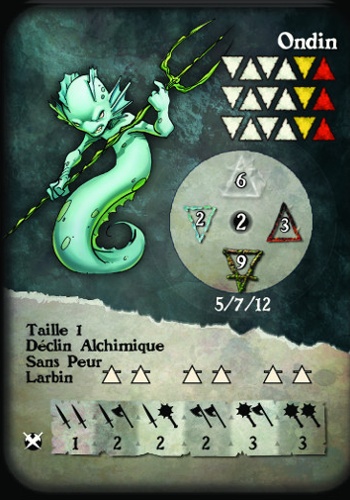 Ondin
6
2 2 3
9
5/7/12
Taille 1
Déclin Alchimique
Sans Peur
Larbin
1 2 2 2 3 3